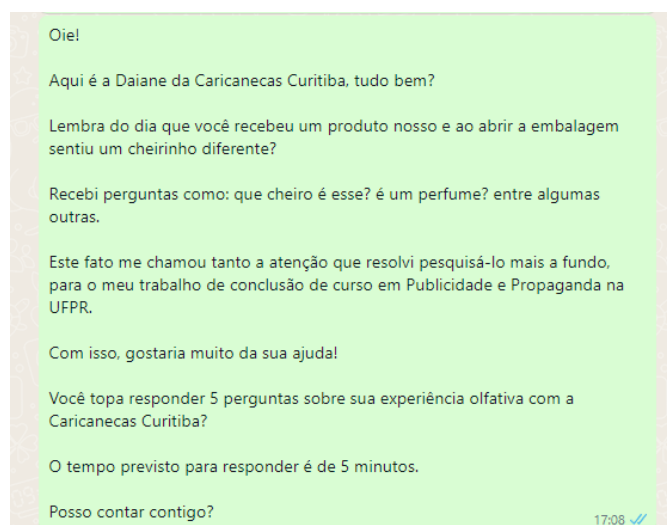 Oie!
Aqui é a Daiane da Caricanecas Curitiba, tudo bem?
Lembra do dia que você recebeu um produto nosso e ao abrir a embalagem
sentiu um cheirinho diferente?
Recebi perguntas como: que cheiro é esse? é um perfume? entre algumas
outras.
Este fato me chamou tanto a atenção que resolvi pesquisá-lo mais a fundo,
para o meu trabalho de conclusão de curso em Publicidade e Propaganda na
UFPR.
Com isso, gostaria muito da sua ajuda!
Você topa responder 5 perguntas sobre sua experiência olfativa com a
Caricanecas Curitiba?
O tempo previsto para responder é de 5 minutos.
Posso contar contigo?
17:08